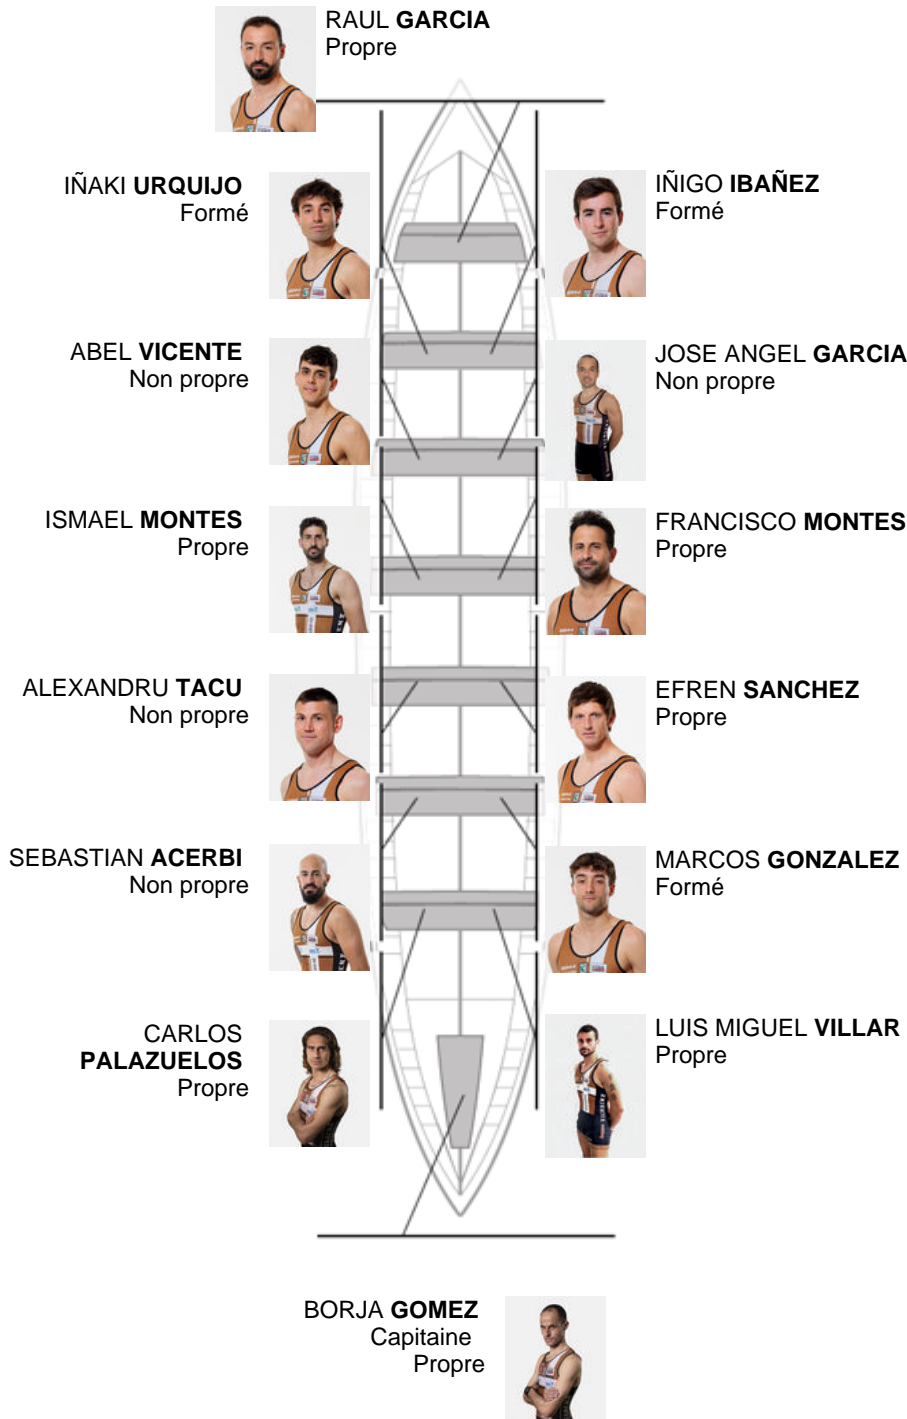 RAUL GARCIA
Propre
IÑAKI URQUIJO
Formé
IÑIGO IBAÑEZ
Formé
ABEL VICENTE
Non propre
JOSE ANGEL GARCIA
Non propre
ISMAEL MONTES
Propre
FRANCISCO MONTES
Propre
ALEXANDRU TACU
Non propre
EFREN SANCHEZ
Propre
SEBASTIAN ACERBI
Non propre
MARCOS GONZALEZ
Formé
CARLOS
PALAZUELOS
Propre
LUIS MIGUEL VILLAR
Propre
BORJA GOMEZ
Capitaine
Propre